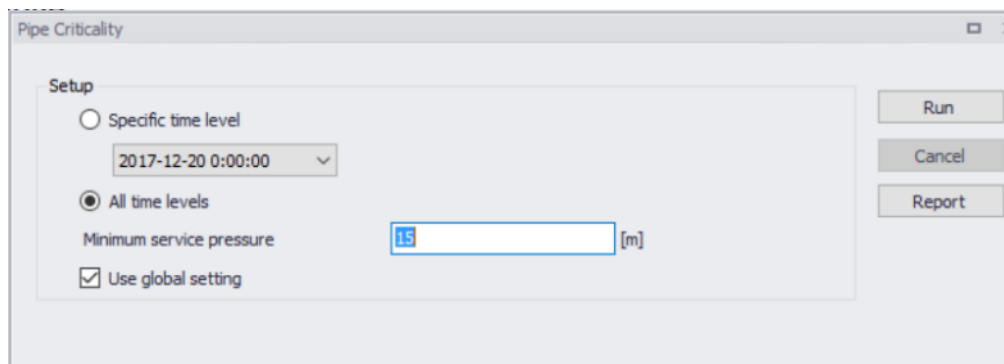 Pipe Criticality
Setup
Specific time level
2017-12-20 0:00:00
All time levels
Minimum service pressure 15 [m]
Use global setting
Run
Cancel
Report